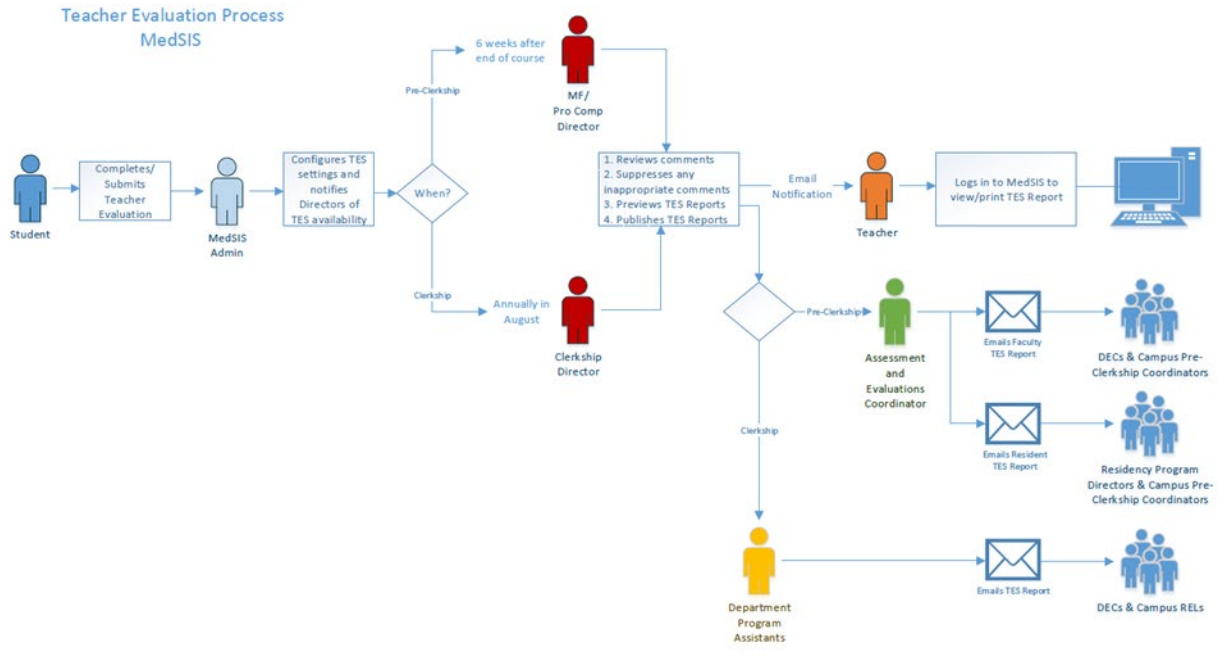 Teacher Evaluation Process
MedSIS
Student
Completes/
Submits
Teacher
Evaluation
MedSIS
Admin
Configures TES
settings and
notifies
Directors of
TES availability
When?
Pre-Clerkship
6 weeks after
end of course
MF/
Pro Comp
Director
Clerkship
Annually in
August
Clerkship
Director
1. Reviews comments
2. Suppresses any
inappropriate comments
3. Previews TES Reports
4. Publishes TES Reports
Email
Notification
Teacher
Logs in to MedSIS to
view/print TES Report
Pre-Clerkship
Assessment
and
Evaluations
Coordinator
Emails Faculty
TES Report
DECs & Campus Pre-
Clerkship Coordinators
Emails Resident
TES Report
Residency Program
Directors & Campus Pre-
Clerkship Coordinators
Clerkship
Department
Program
Assistants
Emails TES Report
DECs & Campus RELs